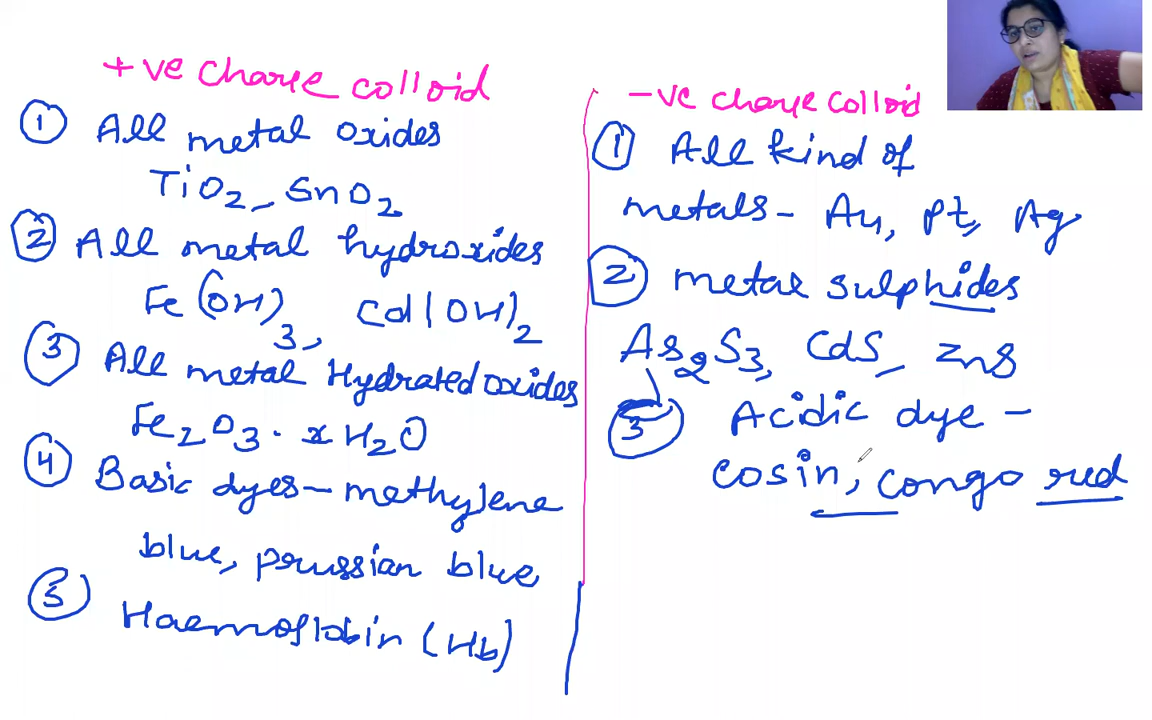 +ve charge colloid
① All metal oxides
TiO2, SnO2
② All metal hydroxides
Fe(OH)3, Cd(OH)2
③ All metal Hydrated oxides
Fe2O3 · xH2O
④ Basic dyes - methylene
blue, prussian blue
⑤ Haemoglobin (Hb)
-ve charge colloid
① All kind of
metals - Au, Pt, Ag
② metal sulphides
As2S3, CdS, ZnS
③ Acidic dye -
eosin, congo red